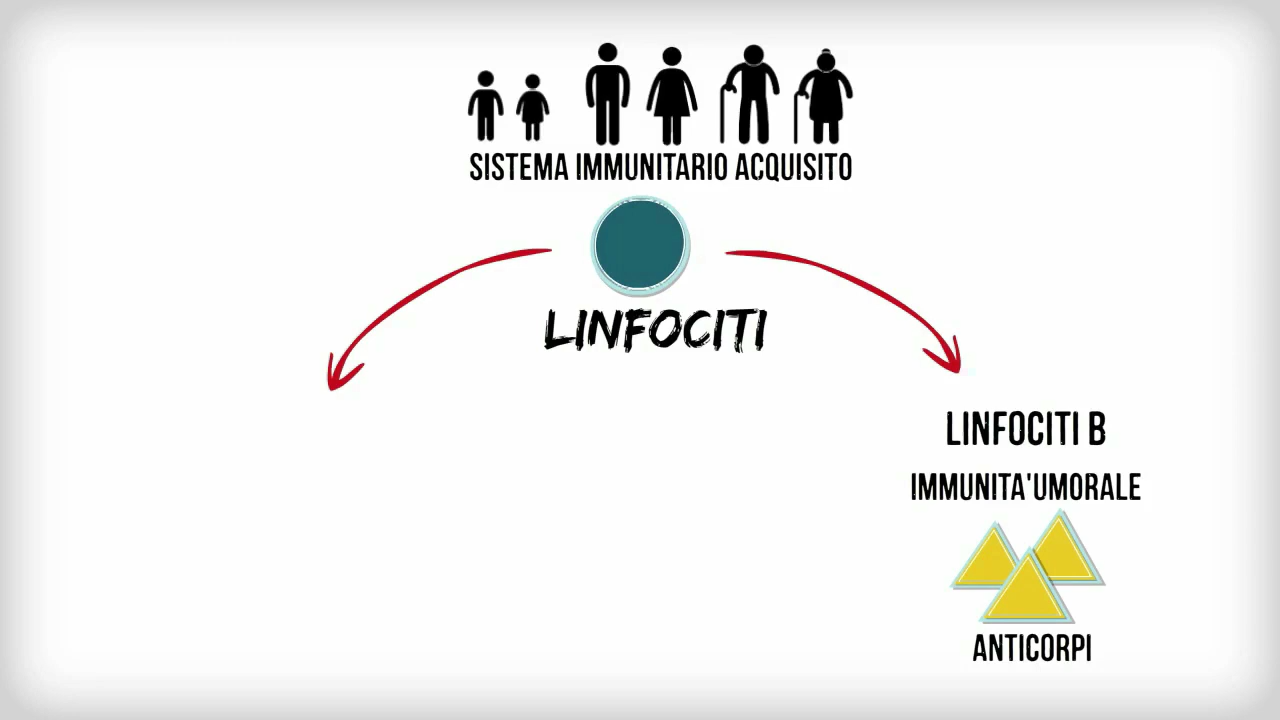 SISTEMA IMMUNITARIO ACQUISITO
LINFOCITI
LINFOCITI B
IMMUNITA'UMORALE
ANTICORPI